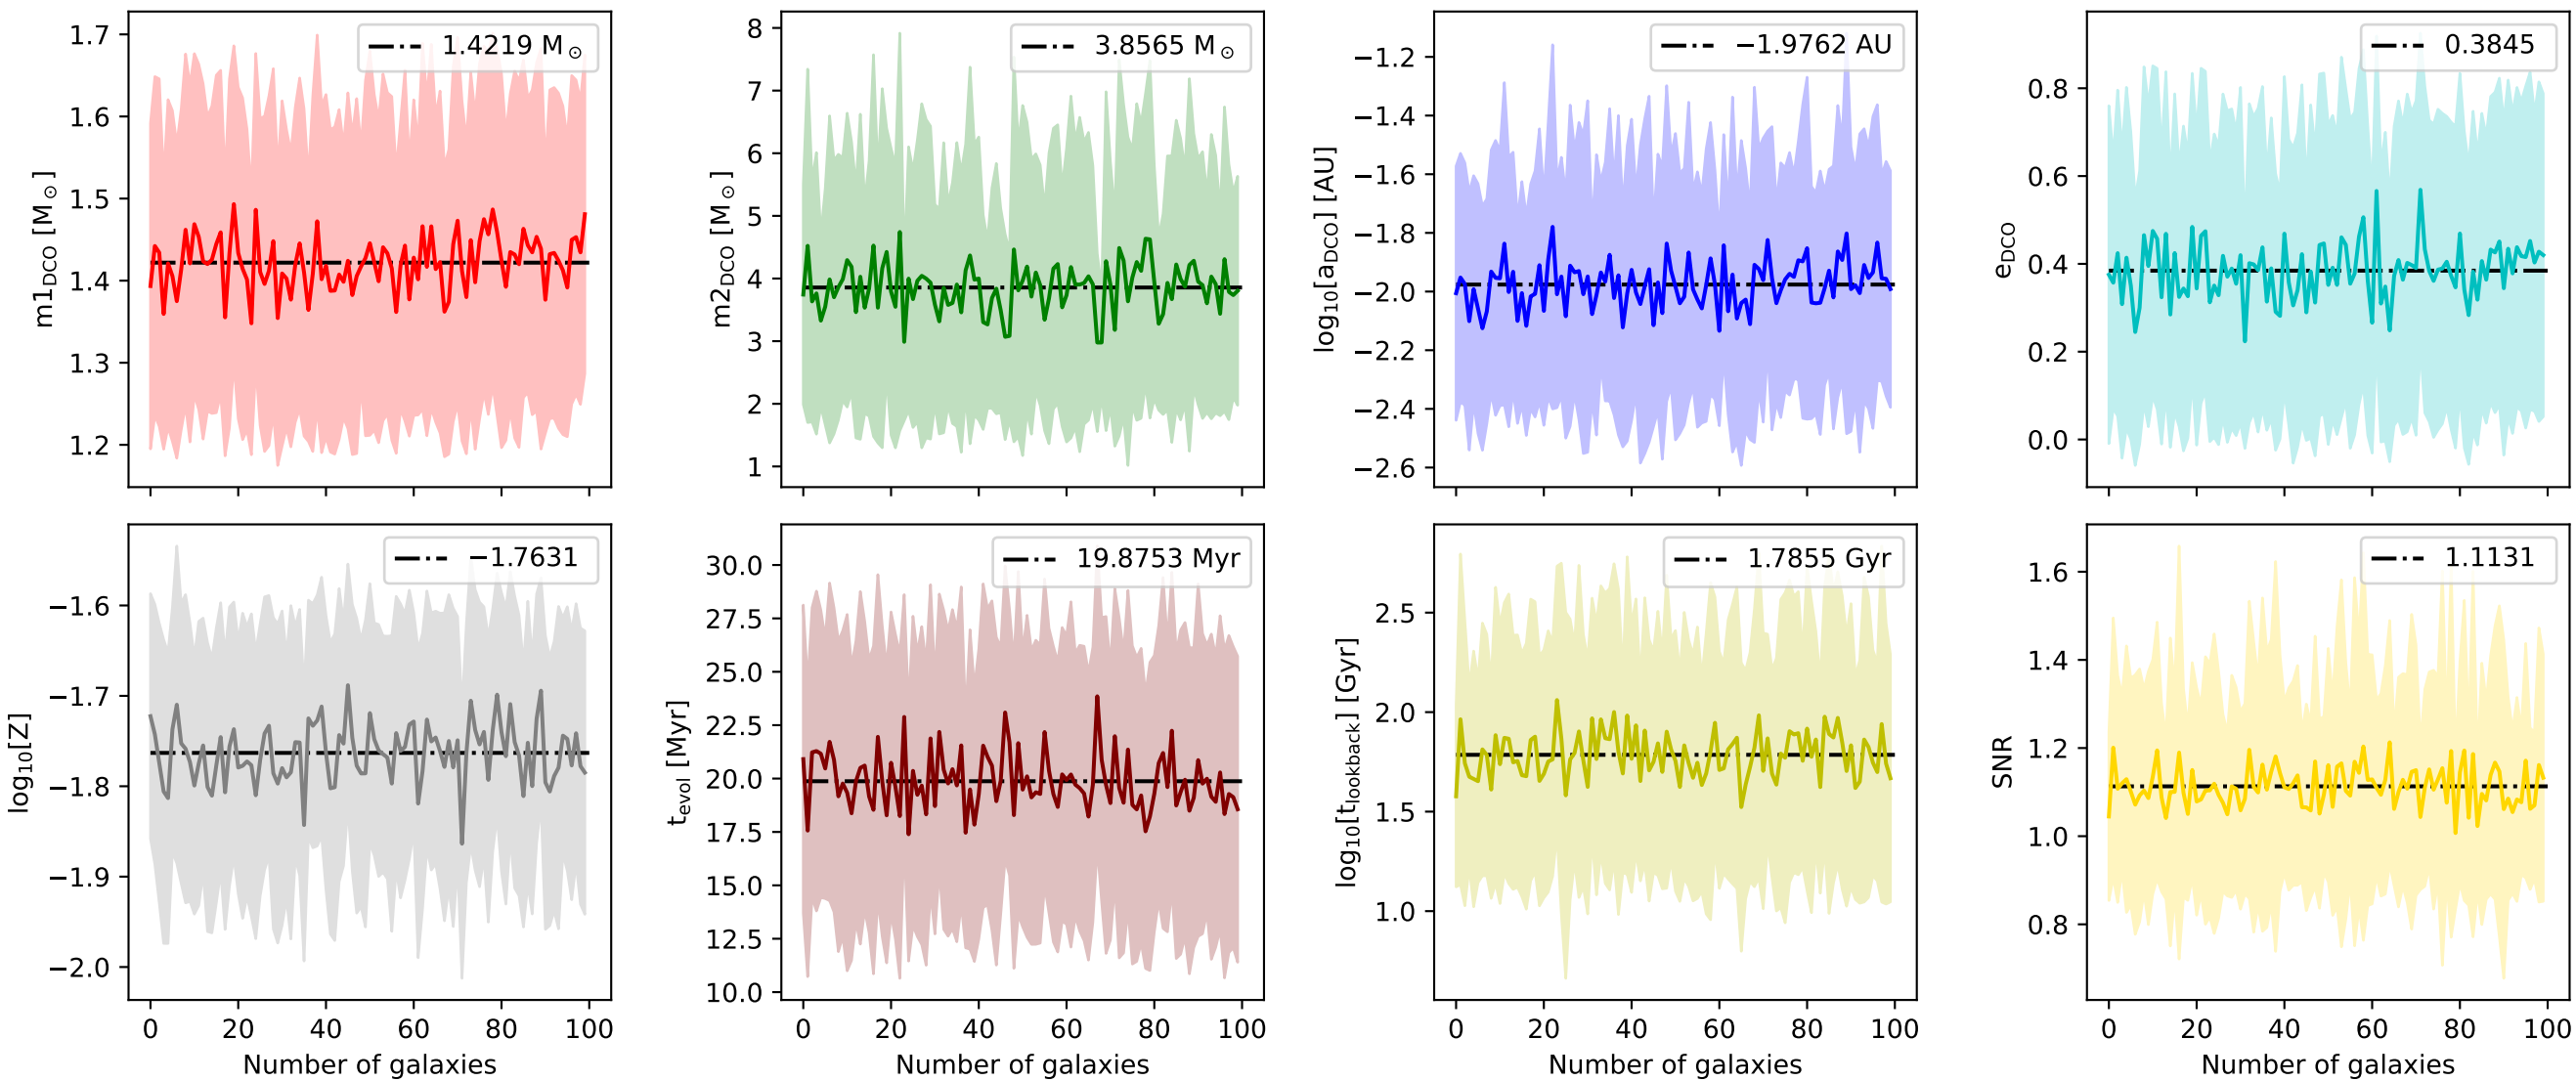 1.4219 M⊙
m1DCO [M⊙]
1.7
1.6
1.5
1.4
1.3
1.2
3.8565 M⊙
m2DCO [M⊙]
8
7
6
5
4
3
2
1
−1.9762 AU
log10[aDCO] [AU]
−1.2
−1.4
−1.6
−1.8
−2.0
−2.2
−2.4
−2.6
0.3845
eDCO
0.8
0.6
0.4
0.2
0.0
−1.7631
log10[Z]
−1.6
−1.7
−1.8
−1.9
−2.0
0 20 40 60 80 100
Number of galaxies
19.8753 Myr
tevol [Myr]
30.0
27.5
25.0
22.5
20.0
17.5
15.0
12.5
10.0
0 20 40 60 80 100
Number of galaxies
1.7855 Gyr
log10[tlookback] [Gyr]
2.5
2.0
1.5
1.0
0 20 40 60 80 100
Number of galaxies
1.1131
SNR
1.6
1.4
1.2
1.0
0.8
0 20 40 60 80 100
Number of galaxies